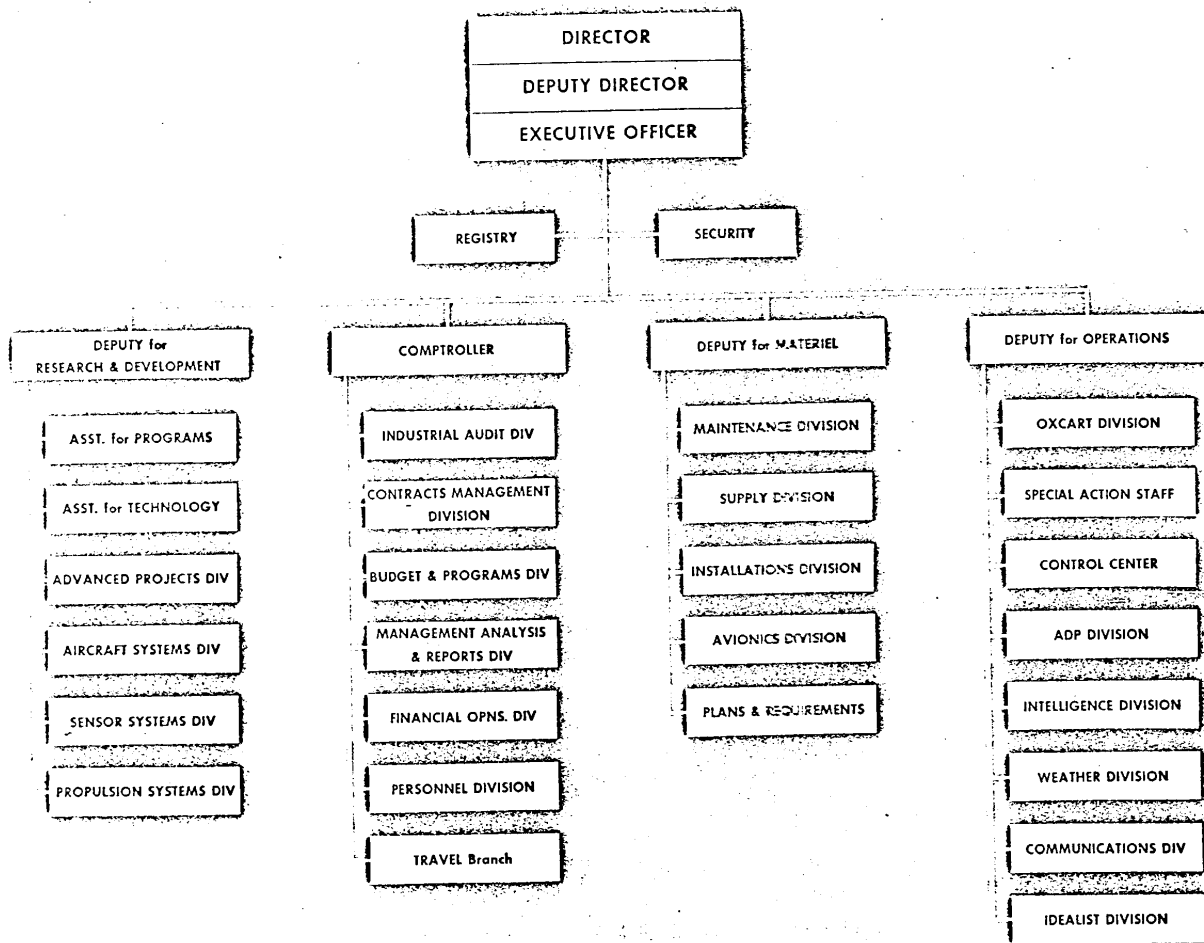 DIRECTOR
DEPUTY DIRECTOR
EXECUTIVE OFFICER
REGISTRY
SECURITY
DEPUTY for
RESEARCH & DEVELOPMENT
ASST. for PROGRAMS
ASST. for TECHNOLOGY
ADVANCED PROJECTS DIV
AIRCRAFT SYSTEMS DIV
SENSOR SYSTEMS DIV
PROPULSION SYSTEMS DIV
COMPTROLLER
INDUSTRIAL AUDIT DIV
CONTRACTS MANAGEMENT
DIVISION
BUDGET & PROGRAMS DIV
MANAGEMENT ANALYSIS
& REPORTS DIV
FINANCIAL OPNS. DIV
PERSONNEL DIVISION
TRAVEL Branch
DEPUTY for MATERIEL
MAINTENANCE DIVISION
SUPPLY DIVISION
INSTALLATIONS DIVISION
AVIONICS DIVISION
PLANS & REQUIREMENTS
DEPUTY for OPERATIONS
OXCART DIVISION
SPECIAL ACTION STAFF
CONTROL CENTER
ADP DIVISION
INTELLIGENCE DIVISION
WEATHER DIVISION
COMMUNICATIONS DIV
IDEALIST DIVISION